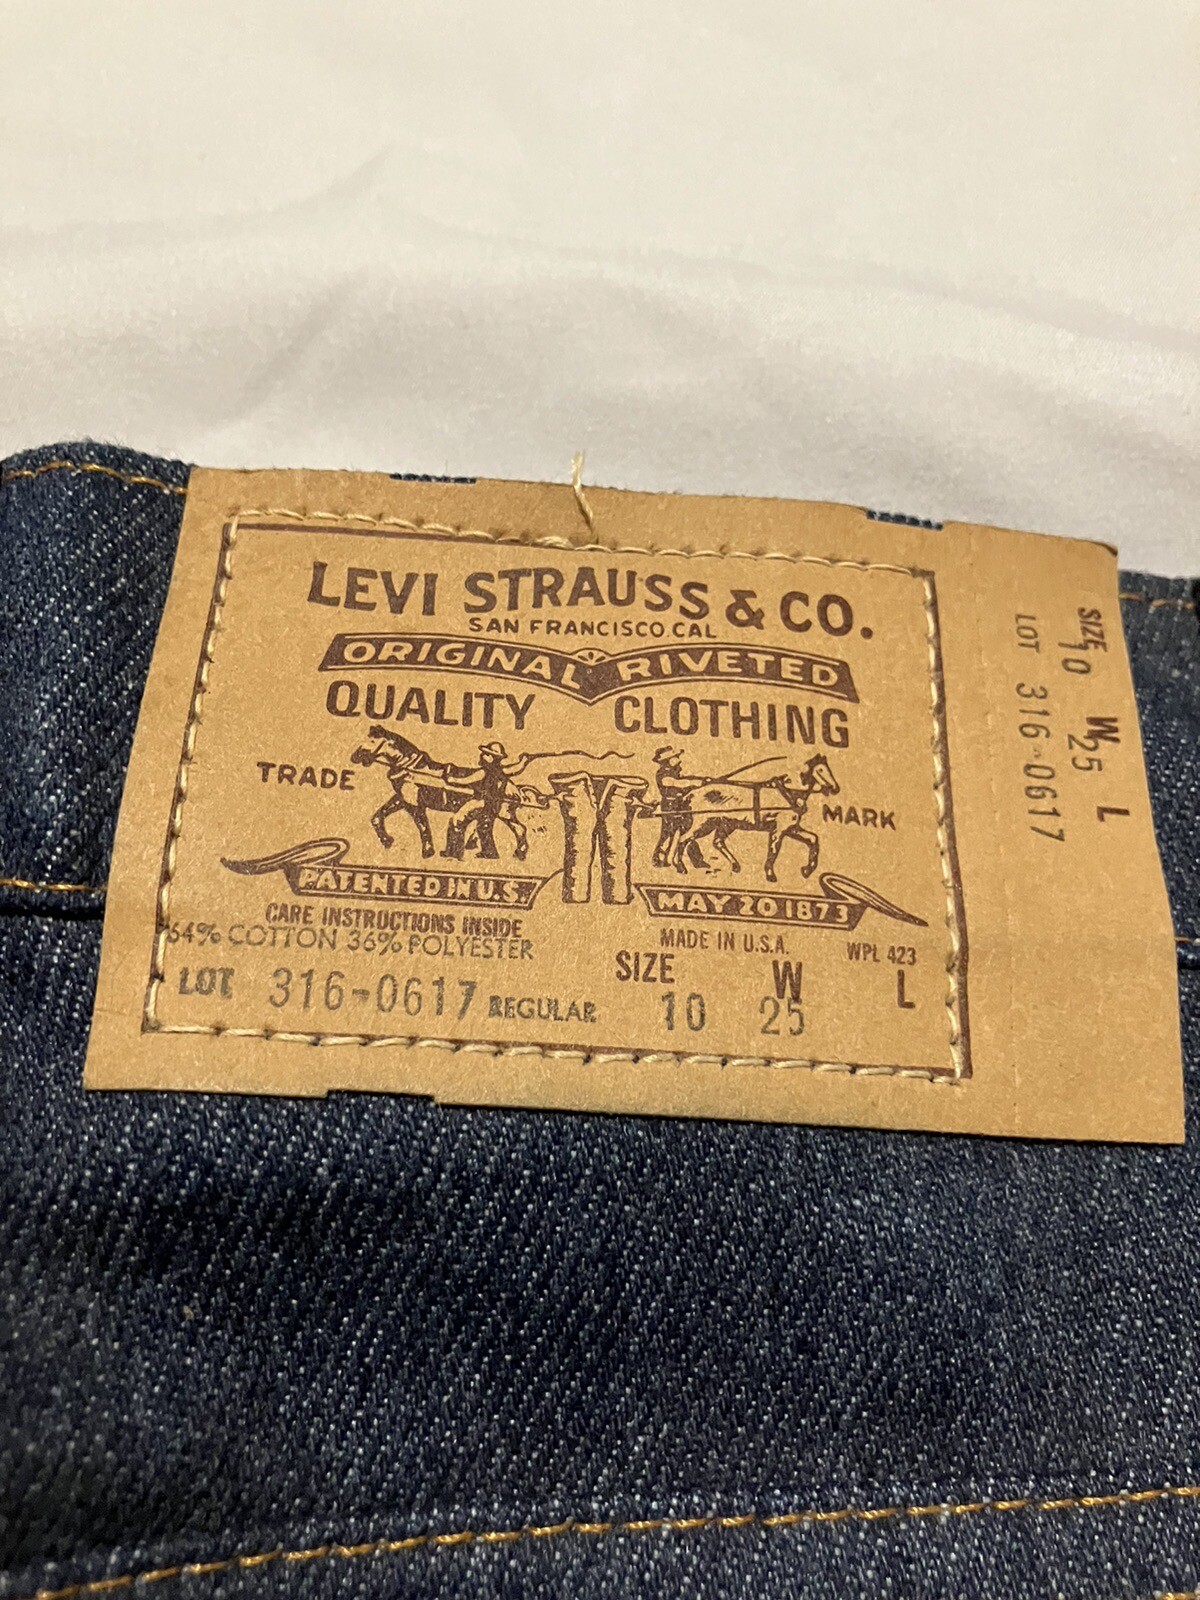 LEVI STRAUSS & CO.
SAN FRANCISCO.CAL
ORIGINAL RIVETED
QUALITY CLOTHING
TRADE MARK
PATENTED IN U.S. MAY 20 1873
CARE INSTRUCTIONS INSIDE
MADE IN U.S.A. WPL 423
64% COTTON 36% POLYESTER
SIZE W L
LOT 316-0617 REGULAR 10 25
SIZE 10 W 25 L
LOT 316-0617